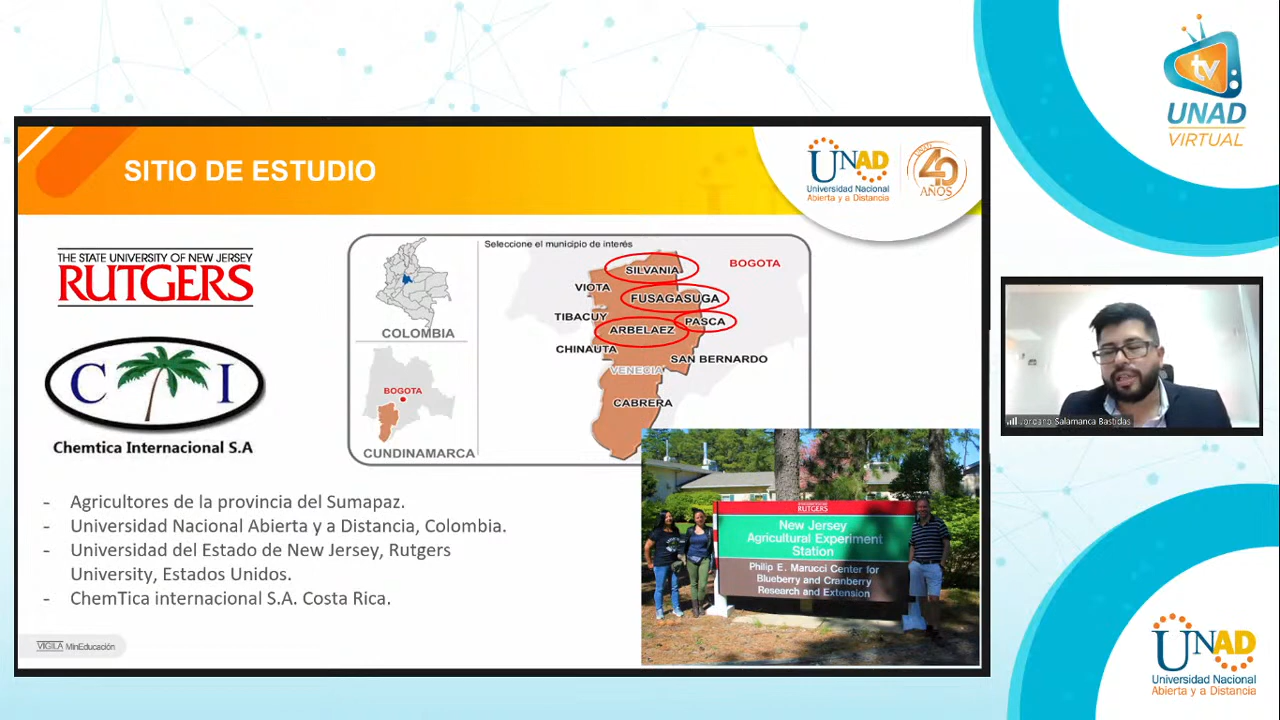 SITIO DE ESTUDIO
UNAD
Universidad Nacional
Abierta y a Distancia
UNAD
40
AÑOS
tv
UNAD
VIRTUAL
THE STATE UNIVERSITY OF NEW JERSEY
RUTGERS
C I
Chemtica Internacional S.A
COLOMBIA
BOGOTA
CUNDINAMARCA
Seleccione el municipio de interés
SILVANIA
BOGOTA
VIOTA
FUSAGASUGA
TIBACUY
PASCA
ARBELAEZ
CHINAUTA
SAN BERNARDO
VENECIA
CABRERA
- Agricultores de la provincia del Sumapaz.
- Universidad Nacional Abierta y a Distancia, Colombia.
- Universidad del Estado de New Jersey, Rutgers
University, Estados Unidos.
- ChemTica internacional S.A. Costa Rica.
RUTGERS
New Jersey
Agricultural Experiment
Station
Philip E. Marucci Center for
Blueberry and Cranberry
Research and Extension
VIGILA MinEducación
Jordano Salamanca Bastidas
UNAD
Universidad Nacional
Abierta y a Distancia